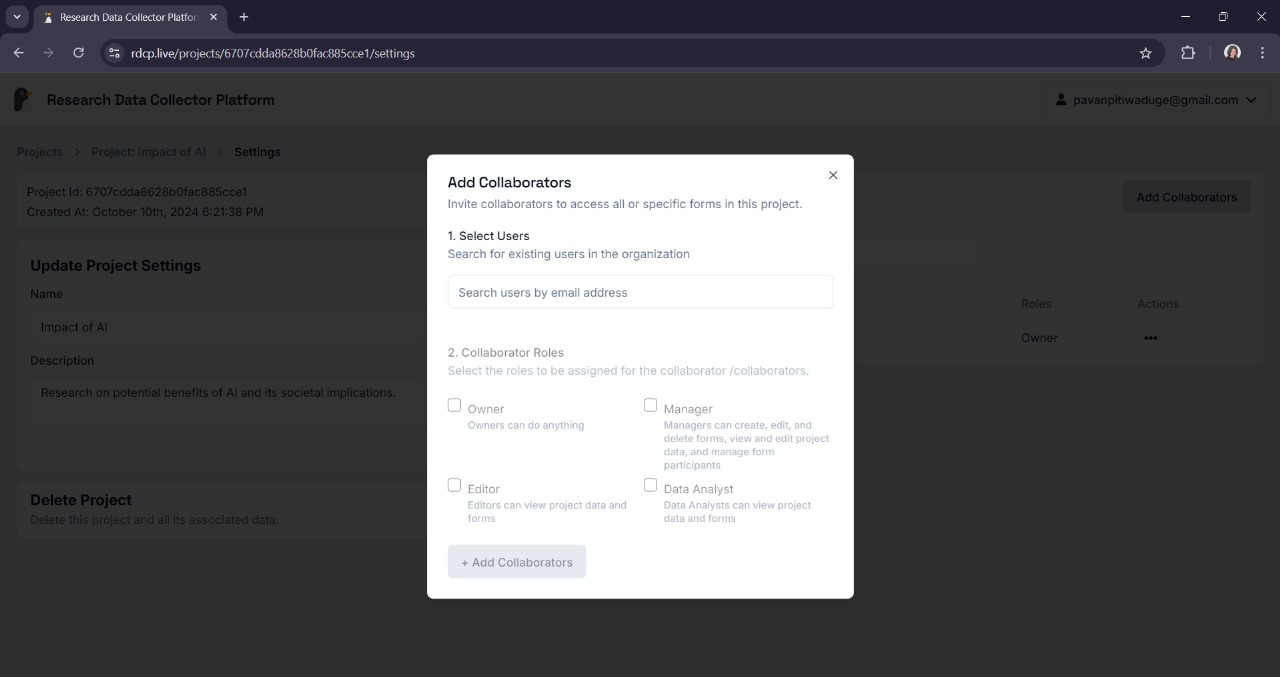 Research Data Collector Platfor
rdcp.live/projects/6707cdda8628b0fac885cce1/settings
Research Data Collector Platform
pavanpitiwaduge@gmail.com
Projects > Project: Impact of AI > Settings
Project Id: 6707cdda8628b0fac885cce1
Created At: October 10th, 2024 6:21:38 PM
Add Collaborators
Update Project Settings
Name
Impact of AI
Description
Research on potential benefits of AI and its societal implications.
Delete Project
Delete this project and all its associated data.
Roles
Actions
Owner
•••
Add Collaborators
Invite collaborators to access all or specific forms in this project.
1. Select Users
Search for existing users in the organization
Search users by email address
2. Collaborator Roles
Select the roles to be assigned for the collaborator /collaborators.
Owner
Owners can do anything
Manager
Managers can create, edit, and
delete forms, view and edit project
data, and manage form
participants
Editor
Editors can view project data and
forms
Data Analyst
Data Analysts can view project
data and forms
+ Add Collaborators